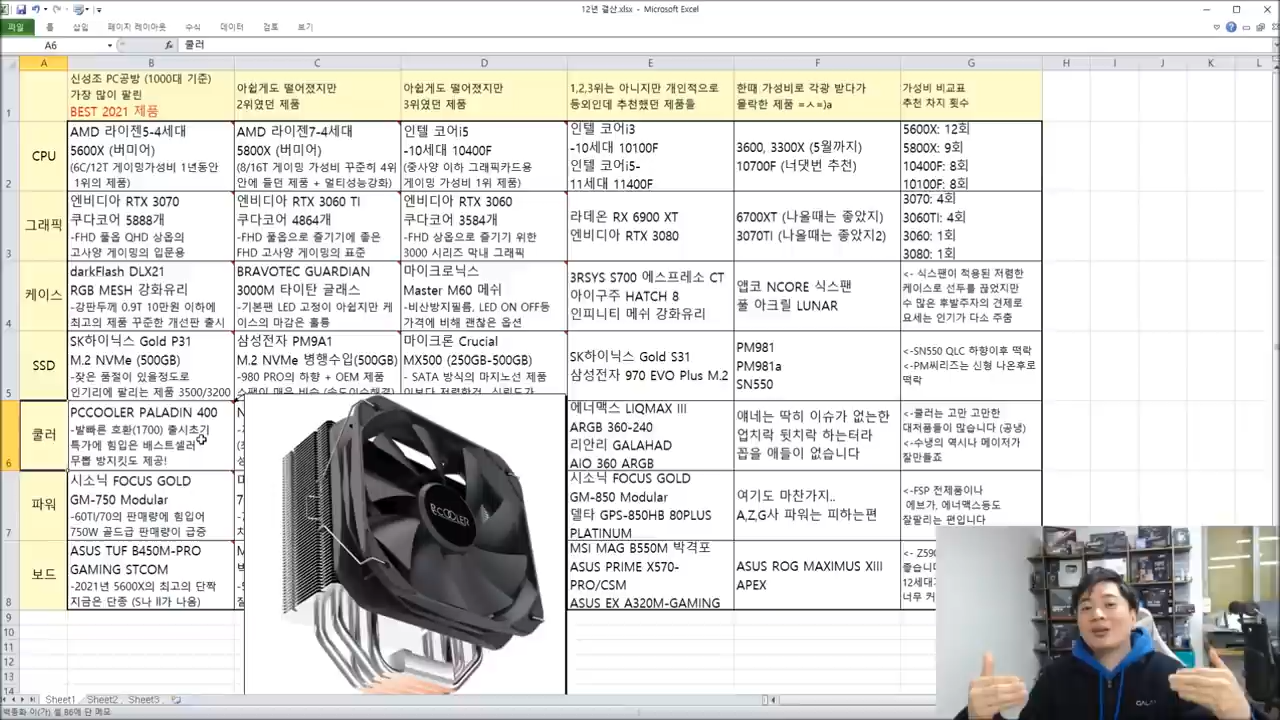 12년 결산.xlsx - Microsoft Excel
파일 홈 삽입 페이지 레이아웃 수식 데이터 검토 보기
A6 fx 쿨러
A B C D E F G H I J K L
1
신성조 PC공방 (1000대 기준)
가장 많이 팔린
BEST 2021 제품
아쉽게도 떨어졌지만
2위였던 제품
아쉽게도 떨어졌지만
3위였던 제품
1,2,3위는 아니지만 개인적으로
등외인데 추천했던 제품들
한때 가성비로 각광 받다가
몰락한 제품 =ㅅ=)a
가성비 비교표
추천 차지 횟수
2
CPU
AMD 라이젠5-4세대
5600X (버미어)
(6C/12T 게이밍가성비 1년동안
1위의 제품)
AMD 라이젠7-4세대
5800X (버미어)
(8/16T 게이밍 가성비 꾸준히 4위
안에 들던 제품 + 멀티성능강화)
인텔 코어i5
-10세대 10400F
(중사양 이하 그래픽카드용
게이밍 가성비 1위 제품)
인텔 코어i3
-10세대 10100F
인텔 코어i5-
11세대 11400F
3600, 3300X (5월까지)
10700F (너댓번 추천)
5600X: 12회
5800X: 9회
10400F: 8회
10100F: 8회
3
그래픽
엔비디아 RTX 3070
쿠다코어 5888개
-FHD 풀옵 QHD 상옵의
고사양 게이밍의 입문용
엔비디아 RTX 3060 TI
쿠다코어 4864개
-FHD 풀옵으로 즐기기에 좋은
FHD 고사양 게이밍의 표준
엔비디아 RTX 3060
쿠다코어 3584개
-FHD 상옵으로 즐기기 위한
3000 시리즈 막내 그래픽
라데온 RX 6900 XT
엔비디아 RTX 3080
6700XT (나올때는 좋았지)
3070TI (나올때는 좋았지2)
3070: 4회
3060TI: 4회
3060: 1회
3080: 1회
4
케이스
darkFlash DLX21
RGB MESH 강화유리
-강판두께 0.9T 10만원 이하에
최고의 제품 꾸준한 개선판 출시
BRAVOTEC GUARDIAN
3000M 타이탄 글래스
-기본팬 LED 고정이 아쉽지만 케
이스의 마감은 훌륭
마이크로닉스
Master M60 메쉬
-비산방지필름, LED ON OFF등
가격에 비해 괜찮은 옵션
3RSYS S700 에스프레소 CT
아이구주 HATCH 8
인피니티 메쉬 강화유리
앱코 NCORE 식스팬
풀 아크릴 LUNAR
<- 식스팬이 적용된 저렴한
케이스로 선두를 끊었지만
수 많은 후발주자의 견제로
요세는 인기가 다소 주춤
5
SSD
SK하이닉스 Gold P31
M.2 NVMe (500GB)
-잦은 품절이 있을정도로
인기리에 팔리는 제품 3500/3200
삼성전자 PM9A1
M.2 NVMe 병행수입(500GB)
-980 PRO의 하향 + OEM 제품
마이크론 Crucial
MX500 (250GB-500GB)
- SATA 방식의 마지노선 제품
SK하이닉스 Gold S31
삼성전자 970 EVO Plus M.2
PM981
PM981a
SN550
<-SN550 QLC 하향이후 떡락
<-PM씨리즈는 신형 나온후로
떡락
6
쿨러
PCCOOLER PALADIN 400
-발빠른 호환(1700) 출시초기
특가에 힘입은 배스트셀러
무뽑 방지킷도 제공!
에너맥스 LIQMAX III
ARGB 360-240
리안리 GALAHAD
AIO 360 ARGB
얘네는 딱히 이슈가 없는한
업치락 뒷치락 하는터라
꼽을 애들이 없습니다
<-쿨러는 고만 고만한
대저품들이 많습니다 (공냉)
<-수냉의 역시나 메이저가
잘만들죠
PCCOOLER
7
파워
시소닉 FOCUS GOLD
GM-750 Modular
-60TI/70의 판매량에 힘입어
750W 골드급 판매량이 급증
시소닉 FOCUS GOLD
GM-850 Modular
델타 GPS-850HB 80PLUS
PLATINUM
여기도 마찬가지..
A,Z,G사 파워는 피하는편
<-FSP 전제품이나
에브가, 에너맥스등도
잘팔리는 편입니다
8
보드
ASUS TUF B450M-PRO
GAMING STCOM
-2021년 5600X의 최고의 단짝
지금은 단종 (S나 II가 나옴)
MSI MAG B550M 박격포
ASUS PRIME X570-
PRO/CSM
ASUS EX A320M-GAMING
ASUS ROG MAXIMUS XIII
APEX
<- Z590
12세대
너무 커
9
10
11
12
13
14
Sheet1 Sheet2 Sheet3